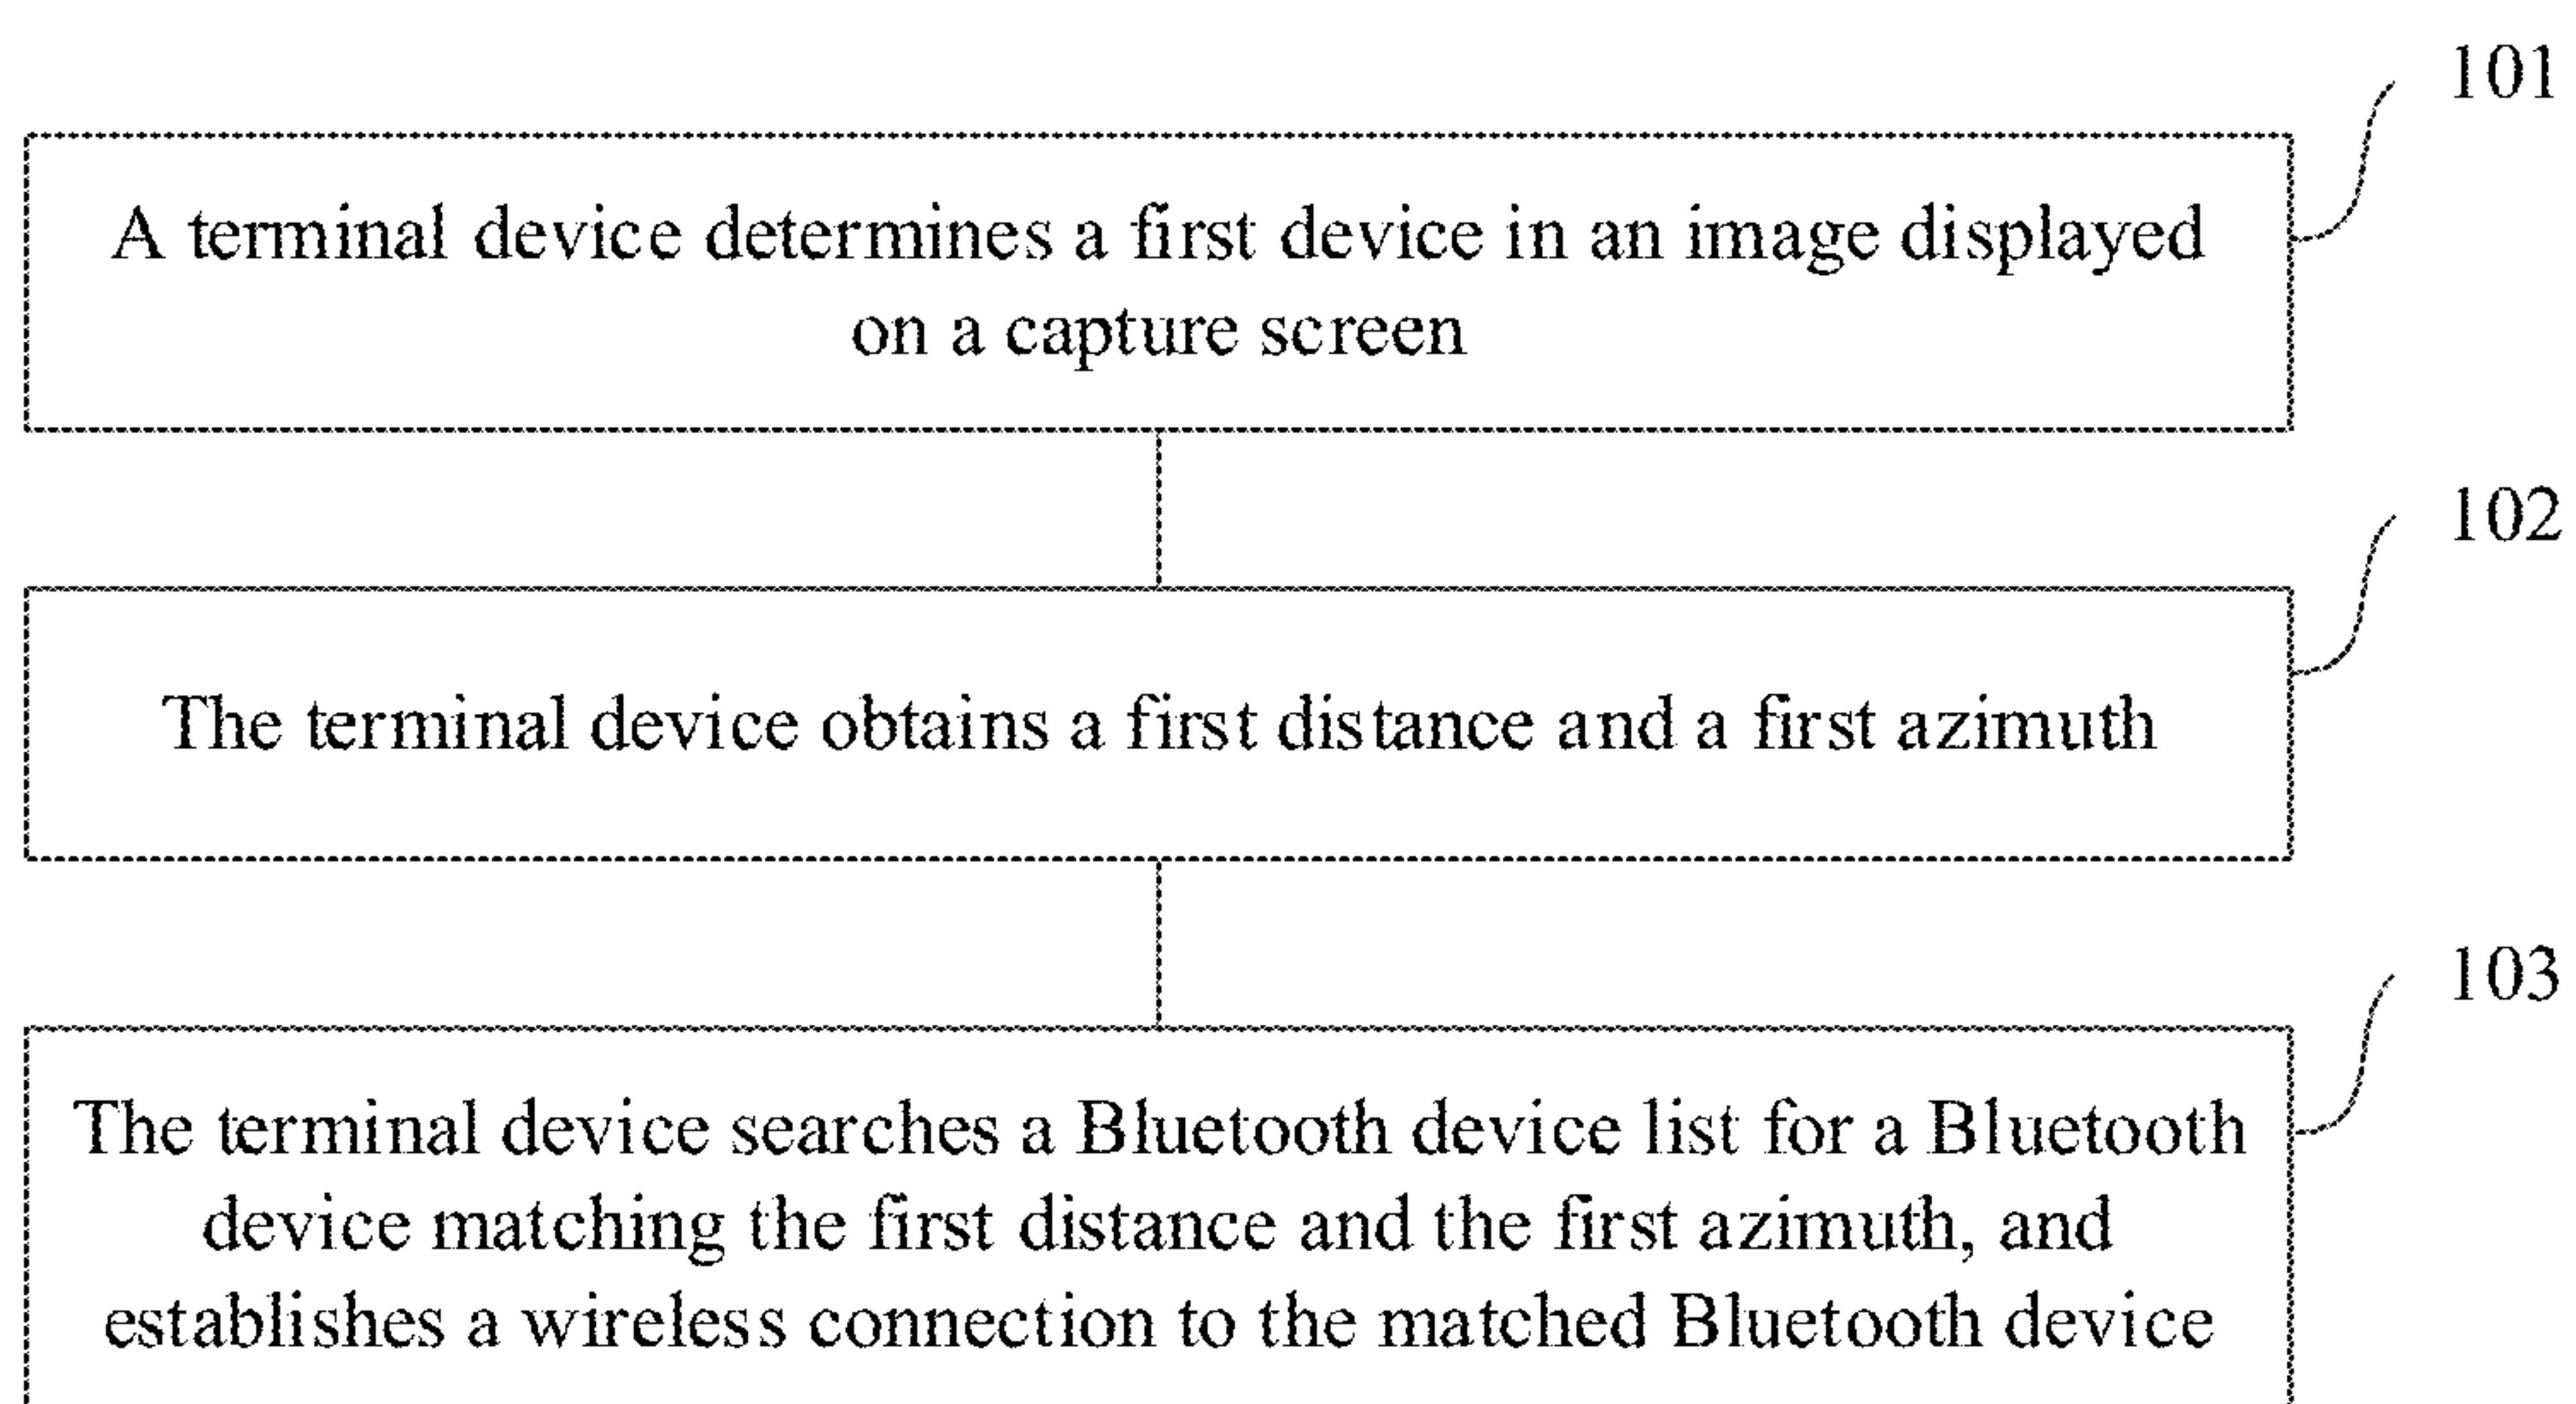 101
A terminal device determines a first device in an image displayed
on a capture screen
102
The terminal device obtains a first distance and a first azimuth
103
The terminal device searches a Bluetooth device list for a Bluetooth
device matching the first distance and the first azimuth, and
establishes a wireless connection to the matched Bluetooth device